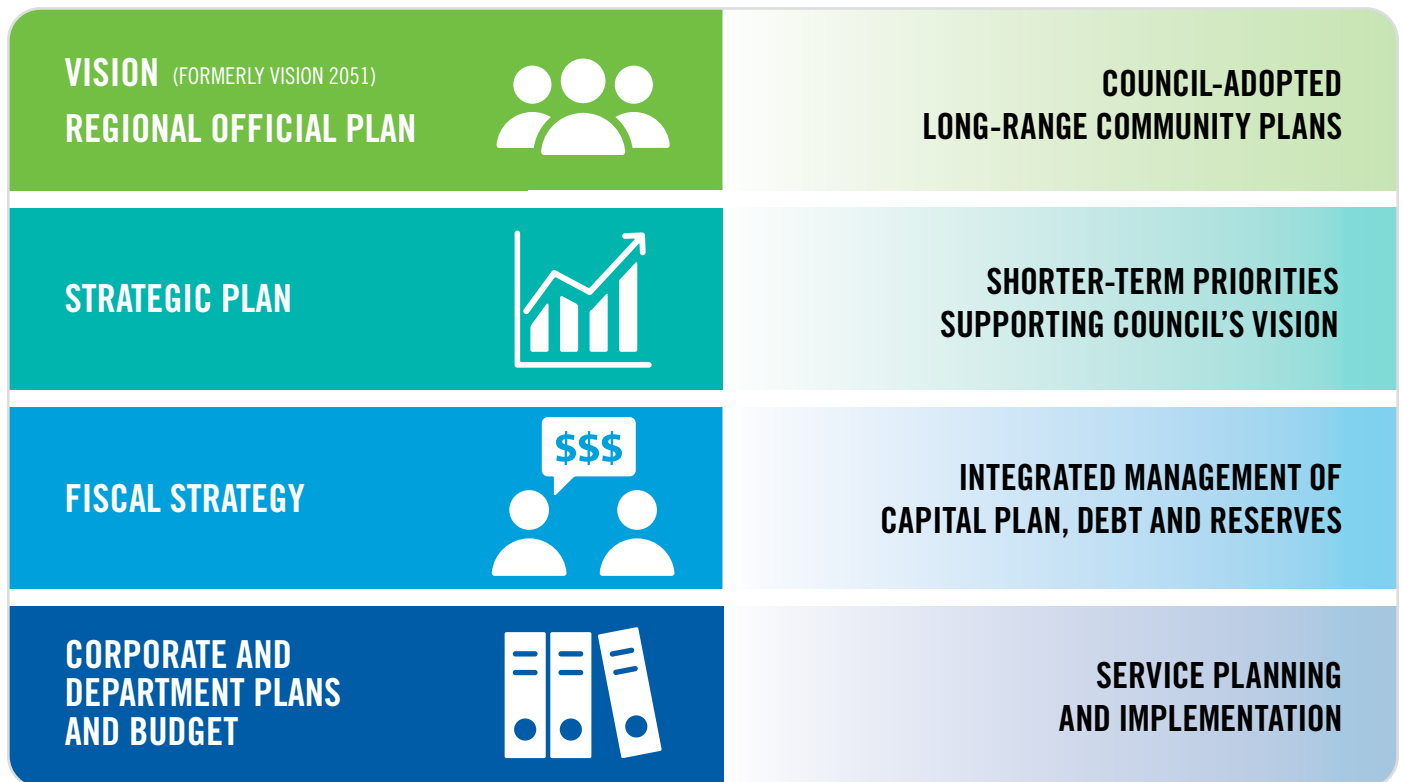 VISION (FORMERLY VISION 2051)
REGIONAL OFFICIAL PLAN
COUNCIL-ADOPTED
LONG-RANGE COMMUNITY PLANS
STRATEGIC PLAN
SHORTER-TERM PRIORITIES
SUPPORTING COUNCIL'S VISION
FISCAL STRATEGY
$$$
INTEGRATED MANAGEMENT OF
CAPITAL PLAN, DEBT AND RESERVES
CORPORATE AND
DEPARTMENT PLANS
AND BUDGET
SERVICE PLANNING
AND IMPLEMENTATION